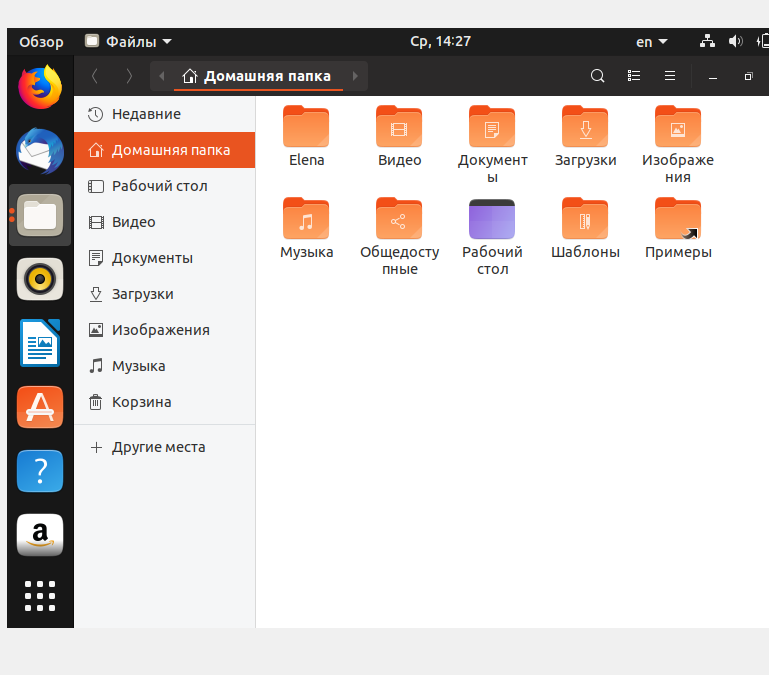 Обзор Файлы Ср, 14:27 en
Домашняя папка
Недавние
Домашняя папка
Рабочий стол
Видео
Документы
Загрузки
Изображения
Музыка
Корзина
Другие места
Elena Видео Документ Загрузки Изображе
ы ния
Музыка Общедосту Рабочий Шаблоны Примеры
пные стол
A
?
a